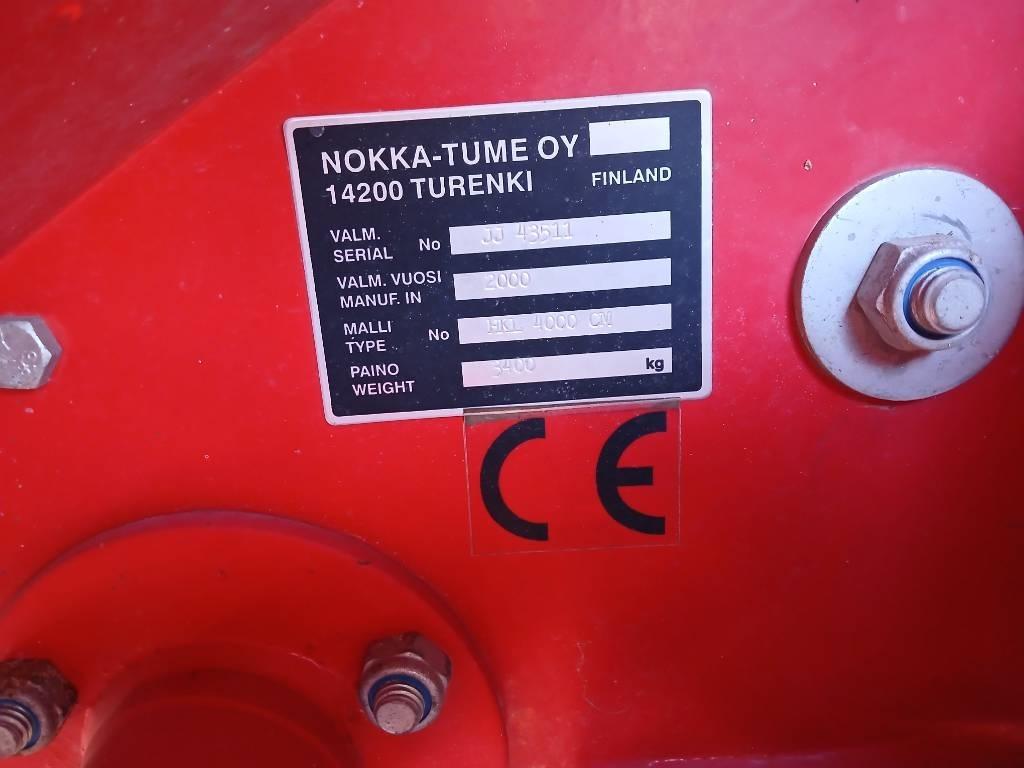 NOKKA-TUME OY
14200 TURENKI FINLAND
VALM.
SERIAL No JJ 43511
VALM. VUOSI
MANUF. IN 2000
MALLI
TYPE No HKL 4000 CM
PAINO
WEIGHT 3400 kg
CE